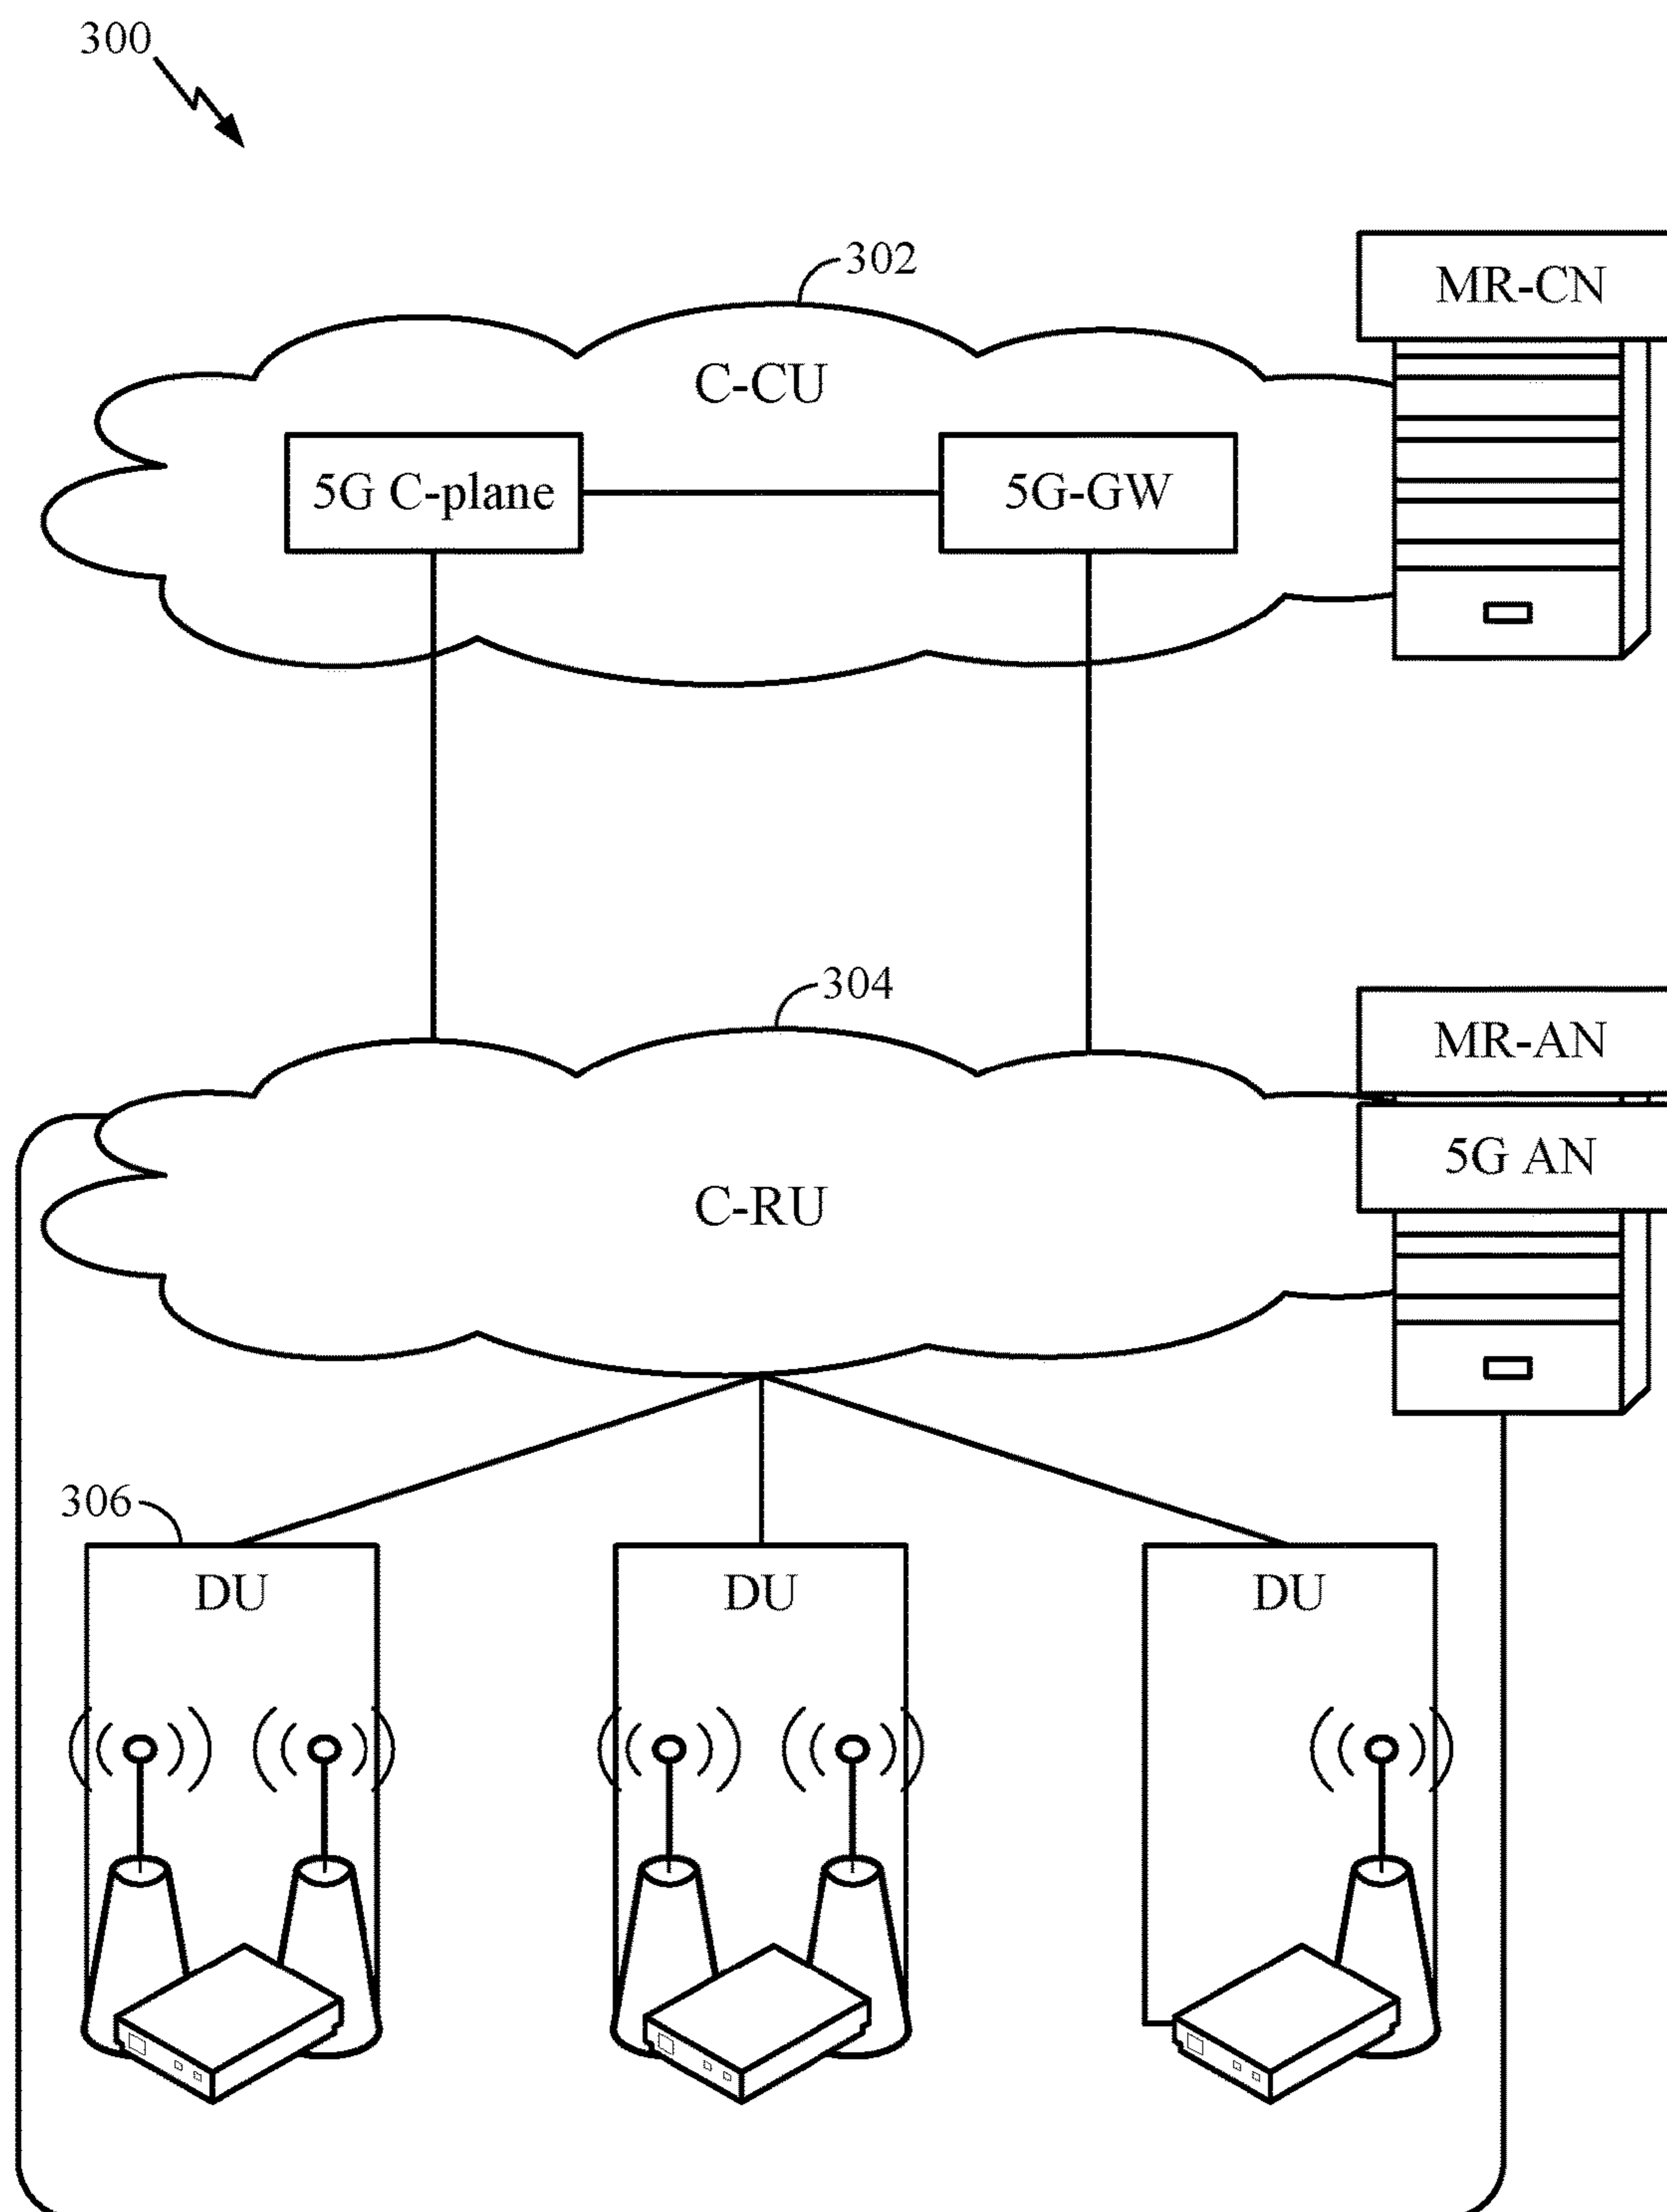 300
302
MR-CN
C-CU
5G C-plane
5G-GW
304
MR-AN
5G AN
C-RU
306
DU
DU
DU